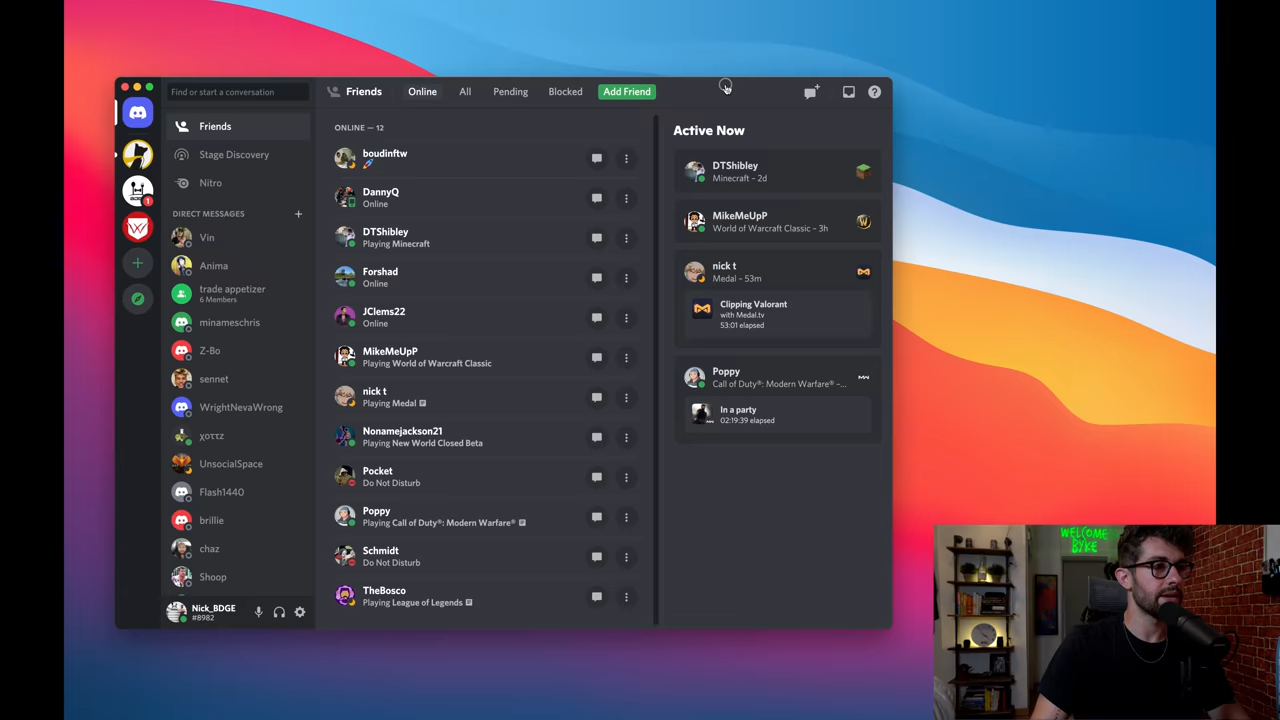 Find or start a conversation
Friends
Stage Discovery
Nitro
DIRECT MESSAGES
Vin
Anima
trade appetizer
6 Members
minameschris
Z-Bo
sennet
WrightNevaWrong
χοττζ
UnsocialSpace
Flash1440
brillie
chaz
Shoop
Nick_BDGE
#8982
1
Friends
Online
All
Pending
Blocked
Add Friend
ONLINE — 12
boudinftw
🚀
DannyQ
Online
DTShibley
Playing Minecraft
Forshad
Online
JClems22
Online
MikeMeUpP
Playing World of Warcraft Classic
nick t
Playing Medal
Nonamejackson21
Playing New World Closed Beta
Pocket
Do Not Disturb
Poppy
Playing Call of Duty®: Modern Warfare®
Schmidt
Do Not Disturb
TheBosco
Playing League of Legends
Active Now
DTShibley
Minecraft – 2d
MikeMeUpP
World of Warcraft Classic – 3h
nick t
Medal – 53m
Clipping Valorant
with Medal.tv
53:01 elapsed
Poppy
Call of Duty®: Modern Warfare® –...
In a party
02:19:39 elapsed
WELCOME
BYKE